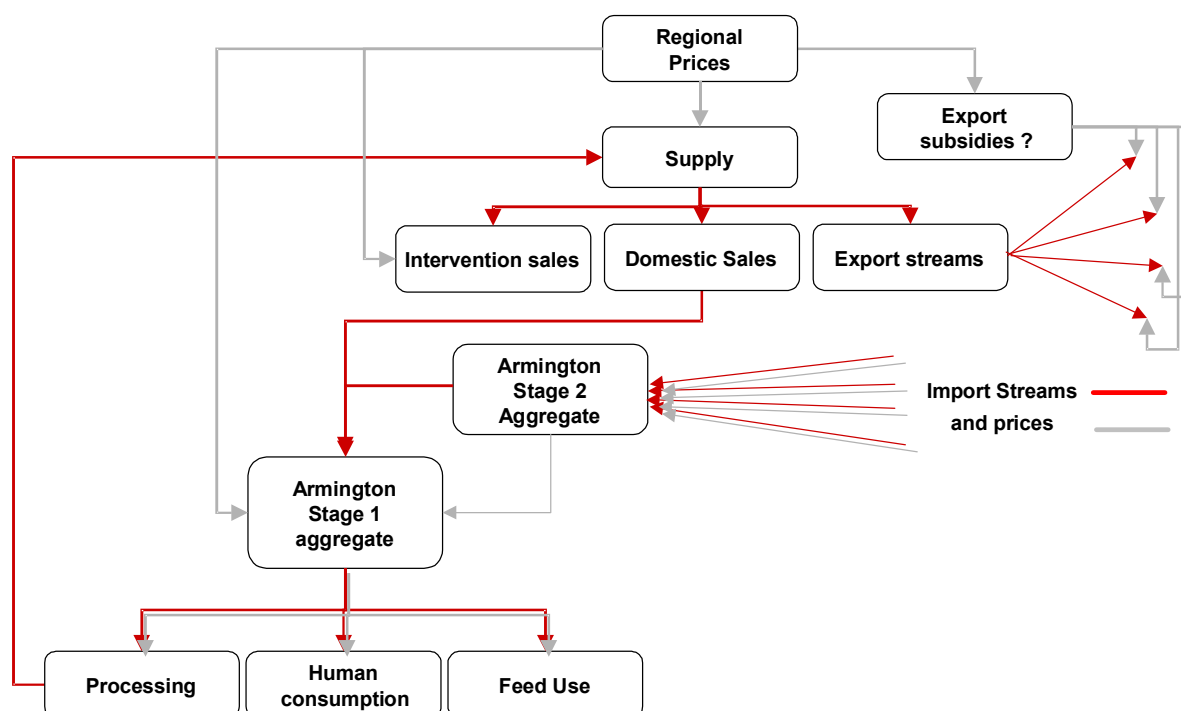 Regional
Prices
Export
subsidies ?
Supply
Intervention sales
Domestic Sales
Export streams
Armington
Stage 2
Aggregate
Import Streams
and prices
Armington
Stage 1
aggregate
Processing
Human
consumption
Feed Use